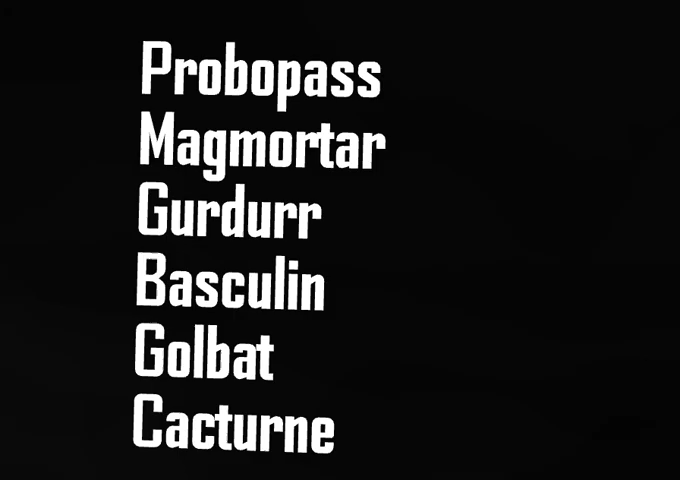 Probopass
Magmortar
Gurdurr
Basculin
Golbat
Cacturne